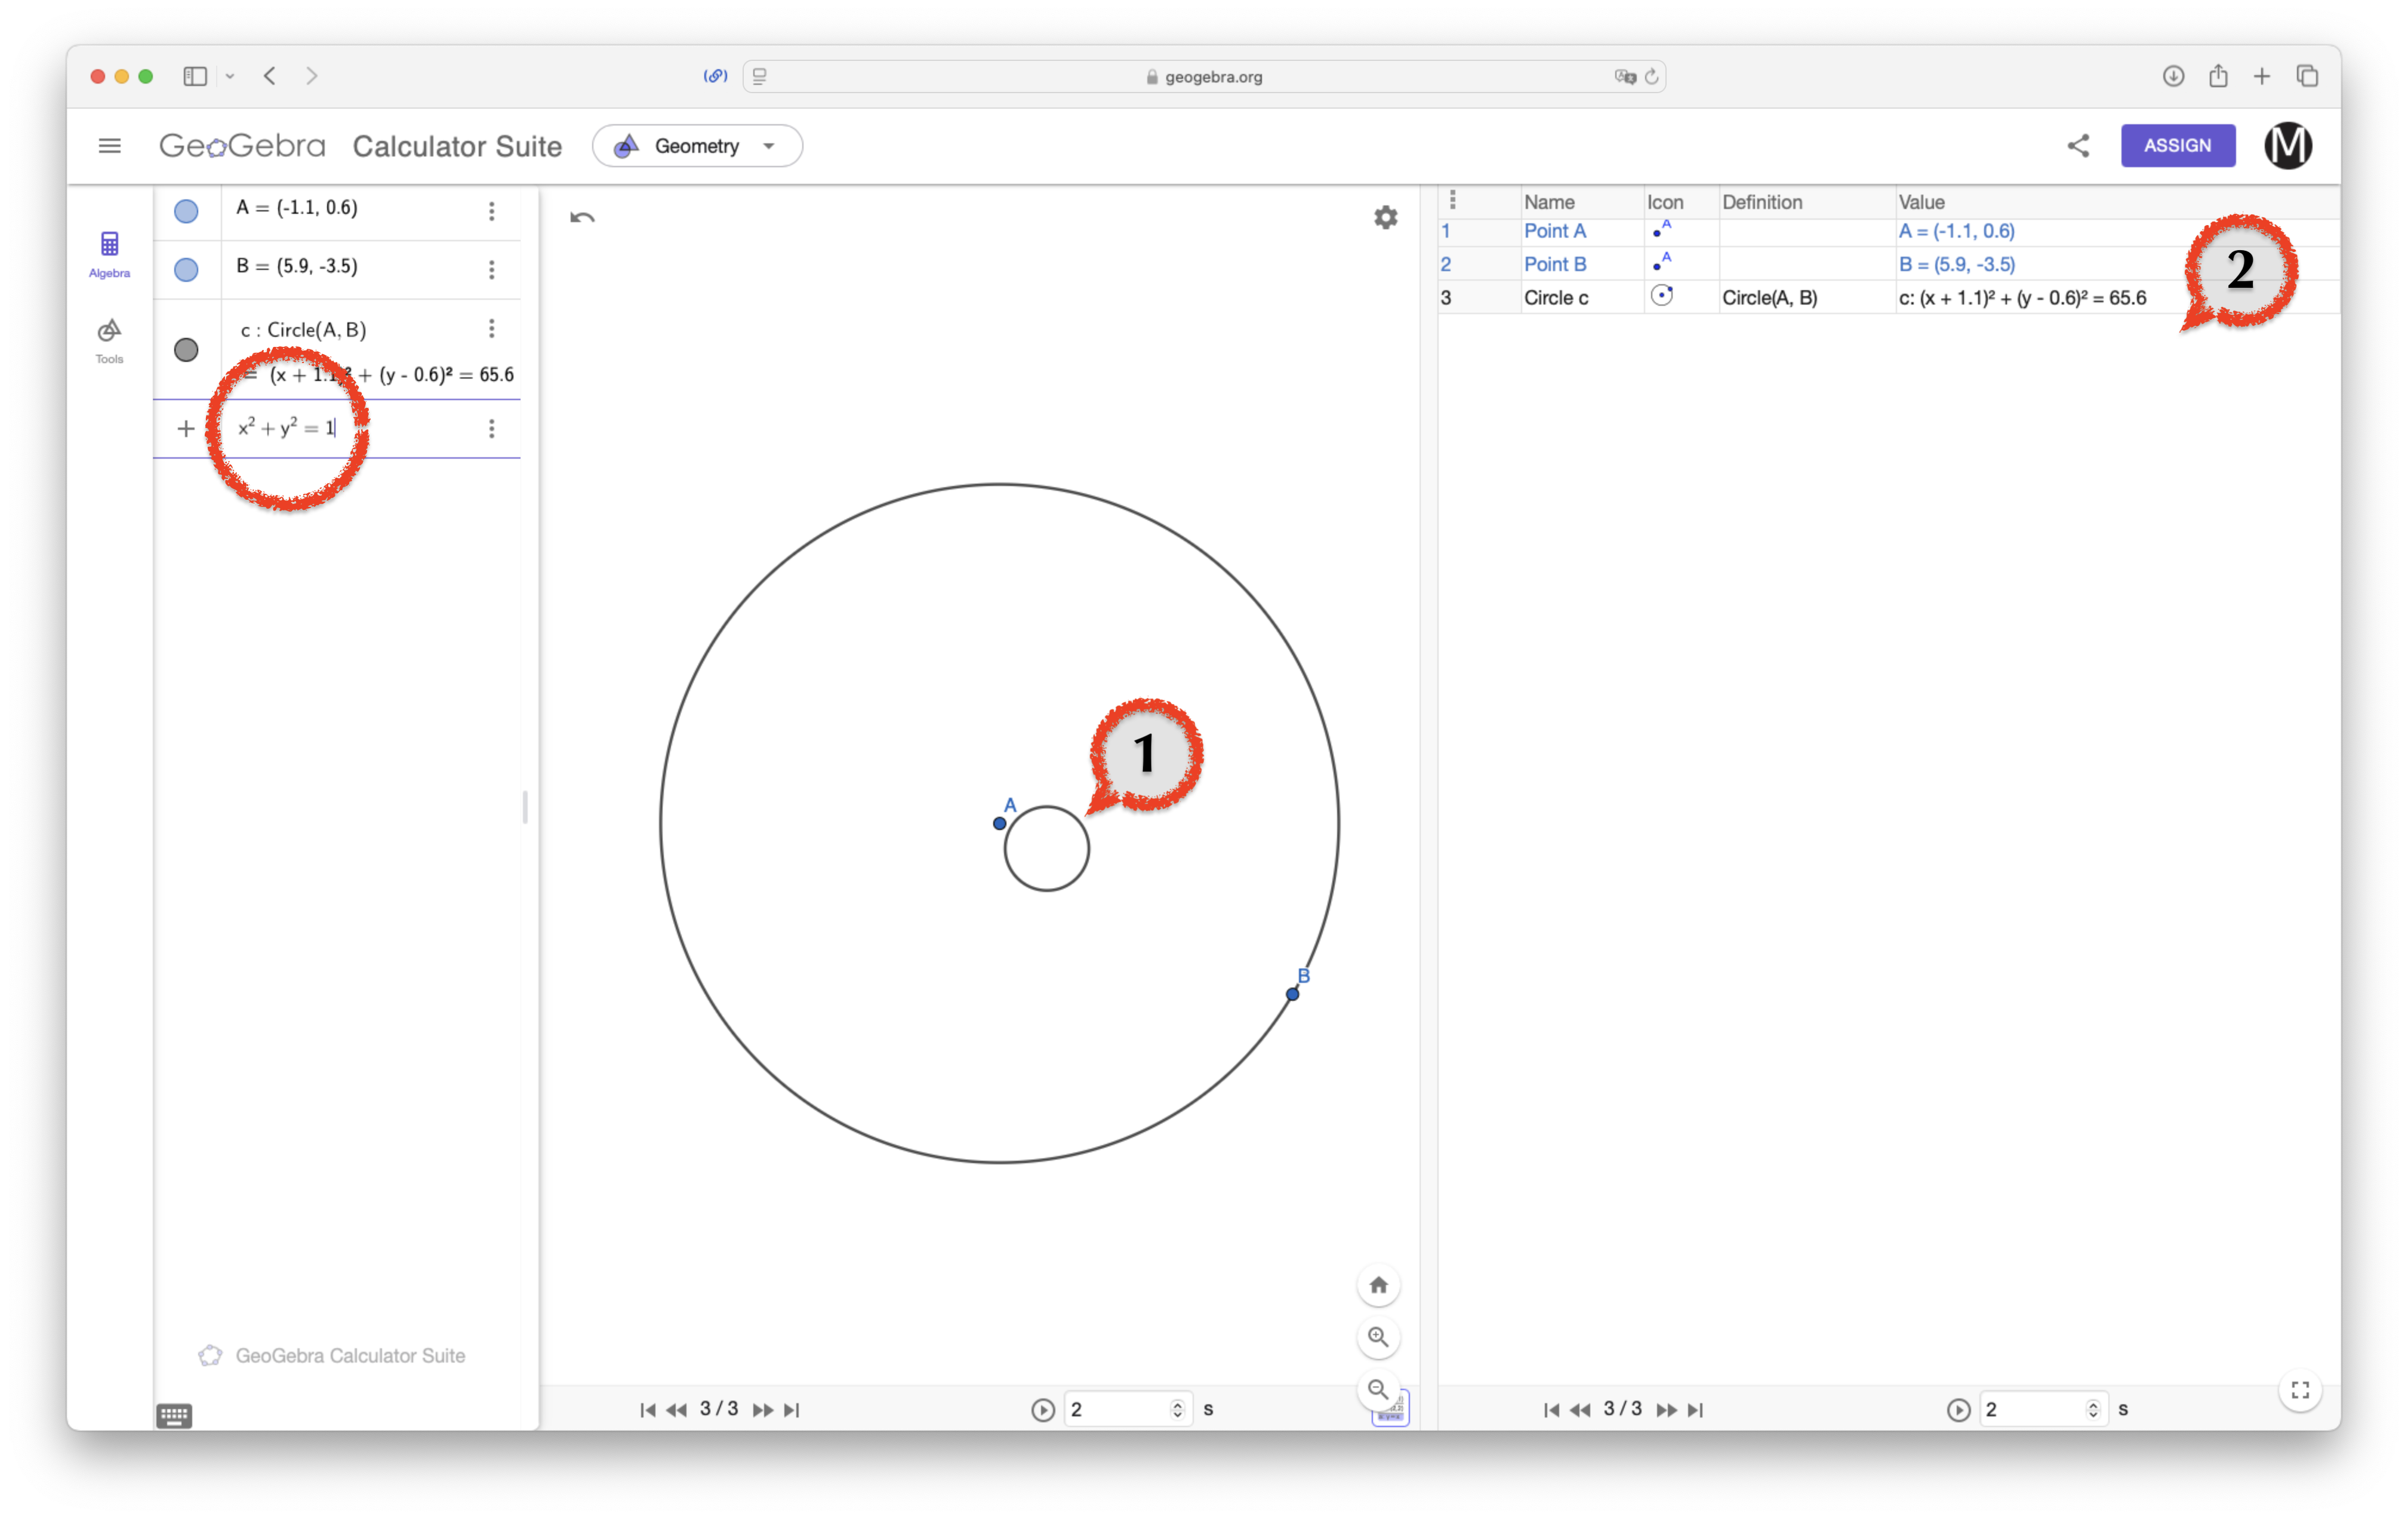 geogebra.org
GeoGebra Calculator Suite Geometry ASSIGN M
Algebra
Tools
A = (-1.1, 0.6)
B = (5.9, -3.5)
c : Circle(A, B)
= (x + 1.1)² + (y - 0.6)² = 65.6
+ x² + y² = 1
GeoGebra Calculator Suite
A
1
B
3 / 3 2 s
Name Icon Definition Value
1 Point A A A = (-1.1, 0.6)
2 Point B A B = (5.9, -3.5)
3 Circle c Circle(A, B) c: (x + 1.1)² + (y - 0.6)² = 65.6
2
3 / 3 2 s